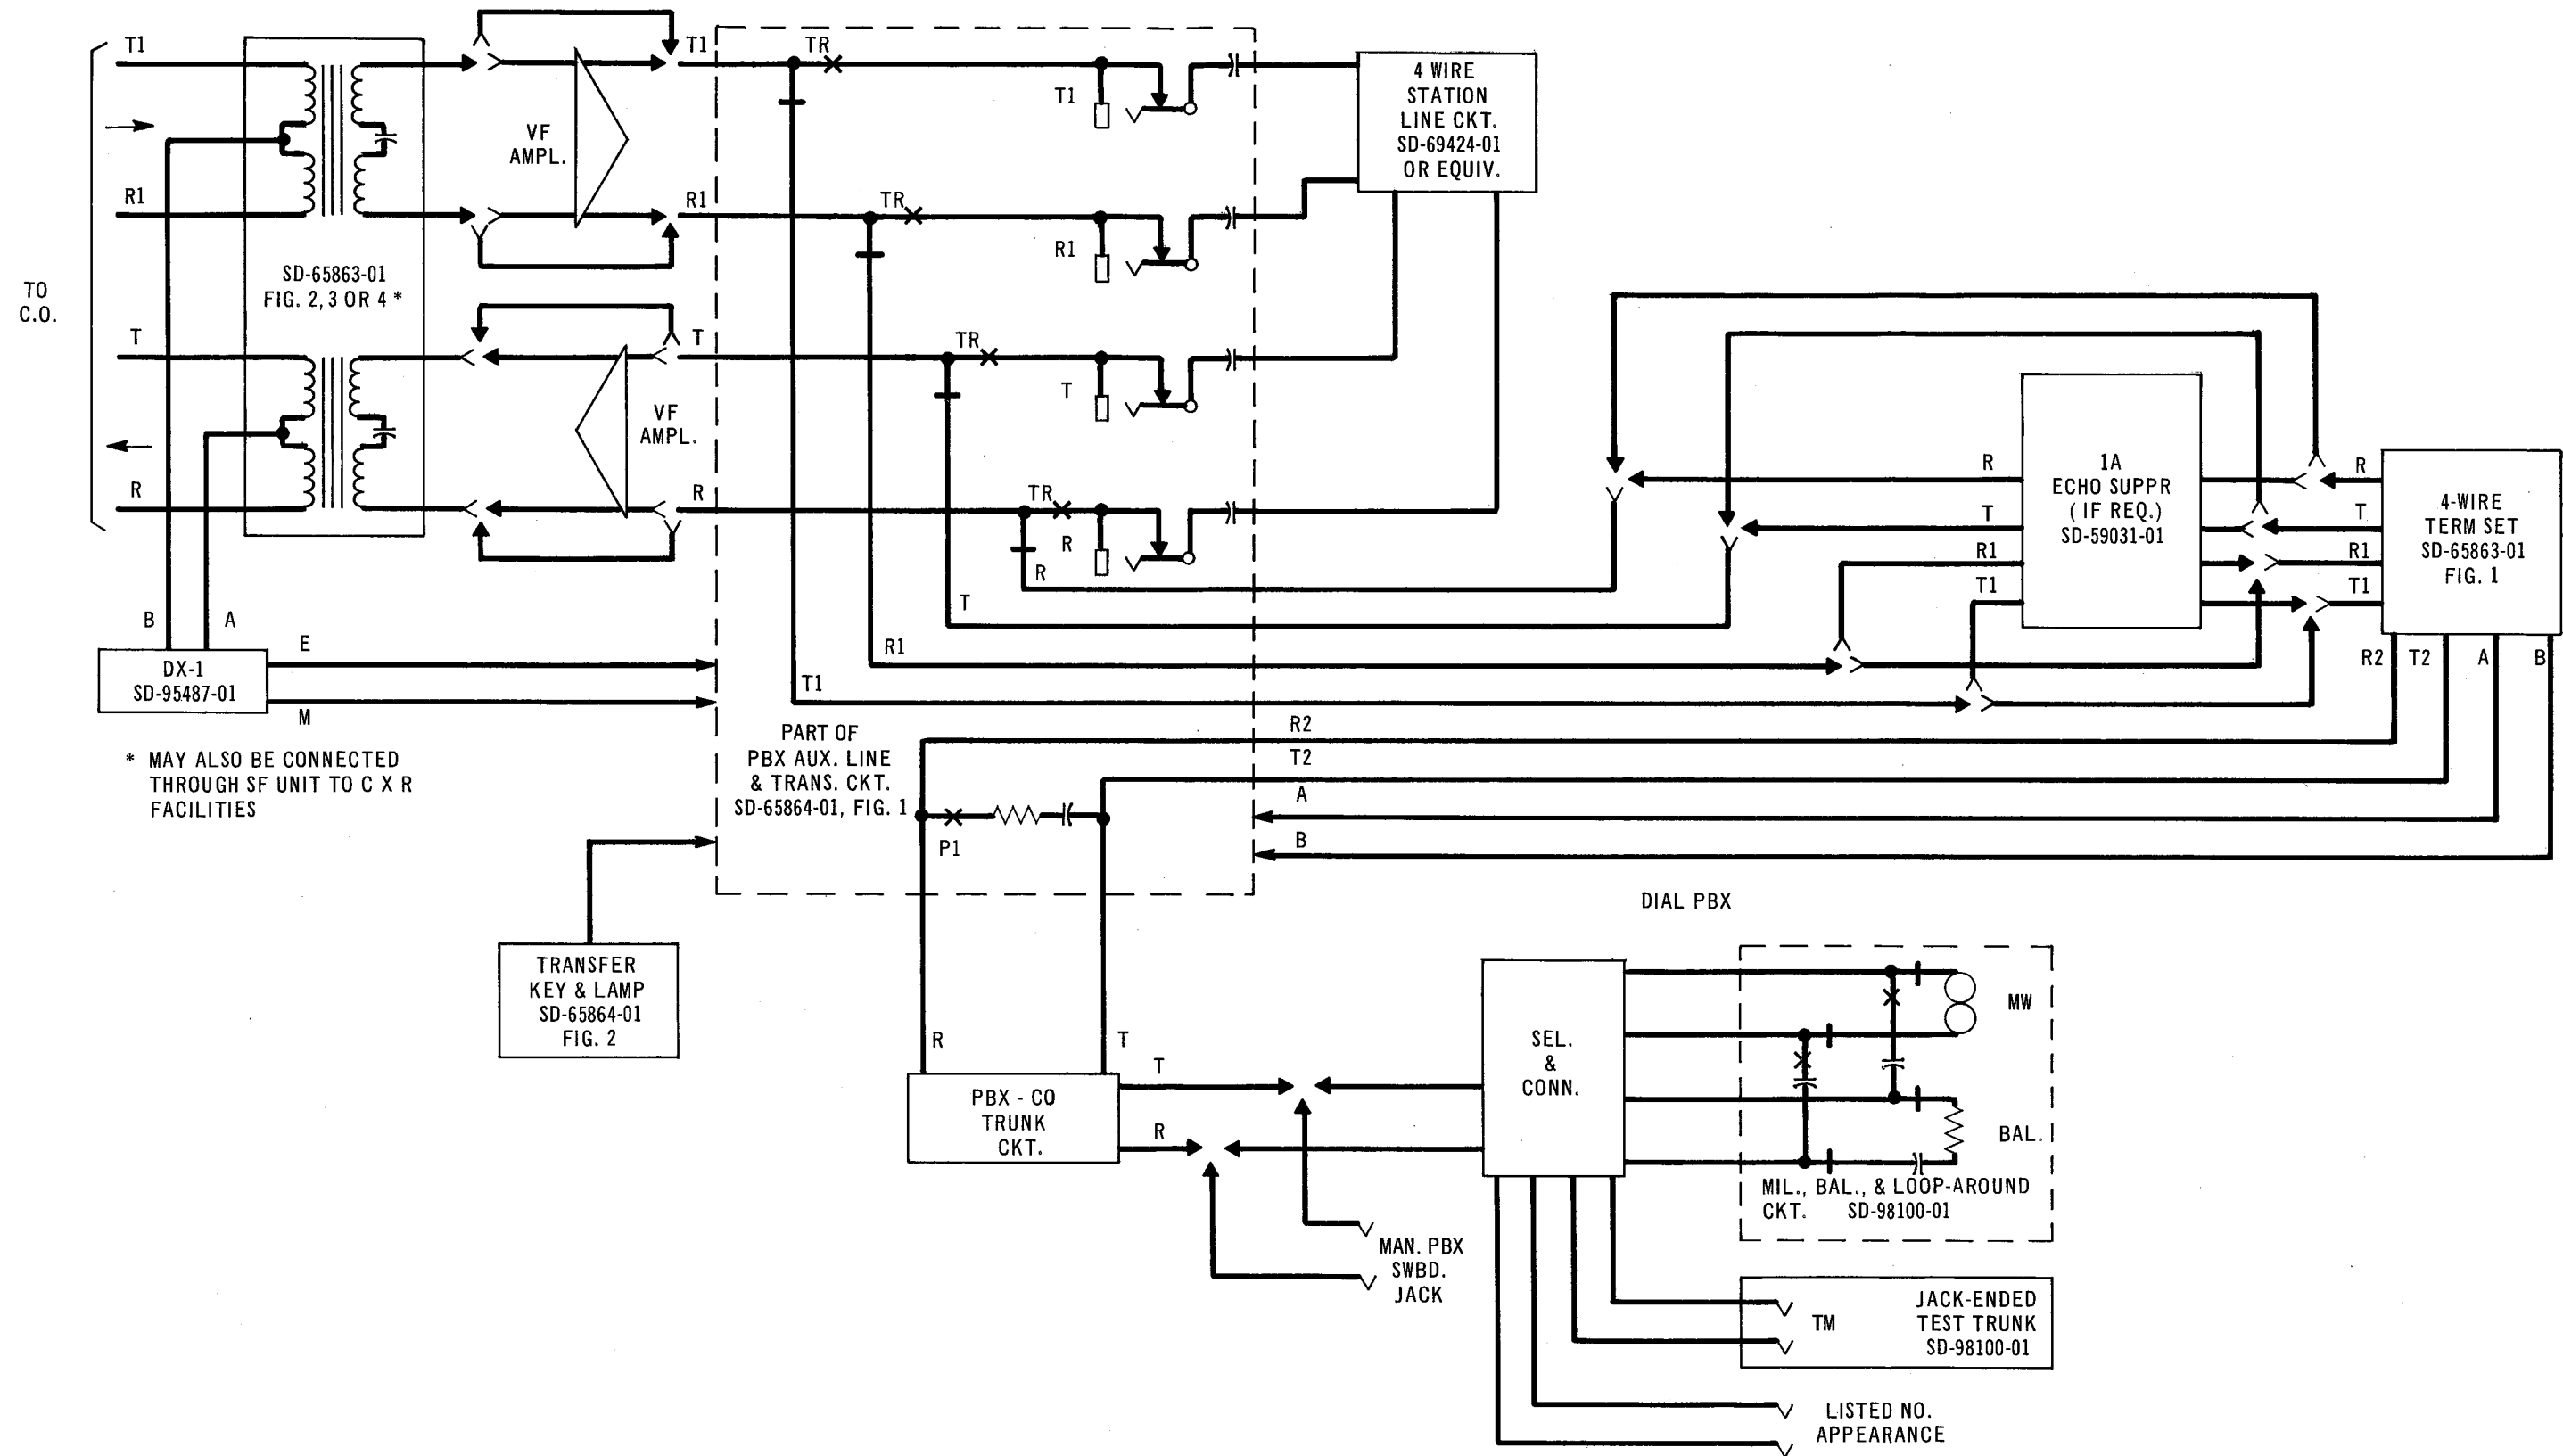 T1
R1
T
R
TO
C.O.
SD-65863-01
FIG. 2, 3 OR 4 *
VF
AMPL.
VF
AMPL.
T1
R1
T
R
TR
TR
TR
TR
T1
R1
T
R
4 WIRE
STATION
LINE CKT.
SD-69424-01
OR EQUIV.
R
T
R1
T1
R
T
R1
T1
1A
ECHO SUPPR
( IF REQ.)
SD-59031-01
R
T
R1
T1
4-WIRE
TERM SET
SD-65863-01
FIG. 1
R2
T2
A
B
B
A
E
M
DX-1
SD-95487-01
* MAY ALSO BE CONNECTED
THROUGH SF UNIT TO C X R
FACILITIES
PART OF
PBX AUX. LINE
& TRANS. CKT.
SD-65864-01, FIG. 1
R2
T2
A
B
P1
TRANSFER
KEY & LAMP
SD-65864-01
FIG. 2
R
T
PBX - CO
TRUNK
CKT.
T
R
MAN. PBX
SWBD.
JACK
DIAL PBX
SEL.
&
CONN.
MW
BAL.
MIL., BAL., & LOOP-AROUND
CKT. SD-98100-01
TM
JACK-ENDED
TEST TRUNK
SD-98100-01
LISTED NO.
APPEARANCE